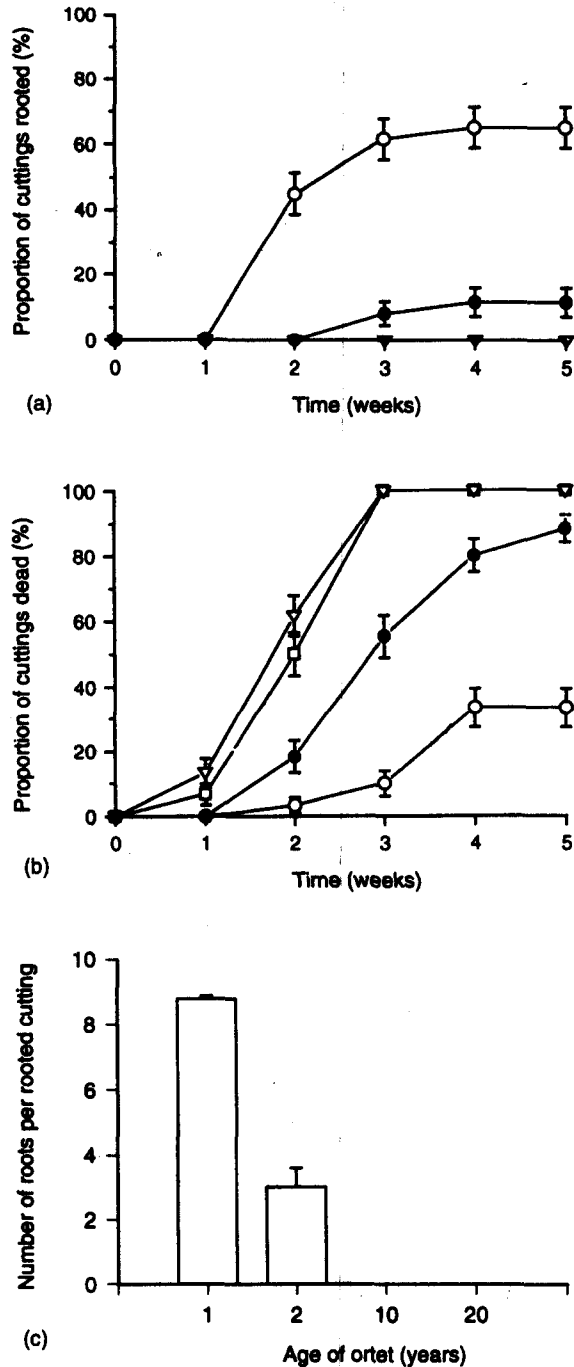 Proportion of cuttings rooted (%)
100
80
60
40
20
0
0 1 2 3 4 5
(a)
Time (weeks)
Proportion of cuttings dead (%)
100
80
60
40
20
0
0 1 2 3 4 5
(b)
Time (weeks)
Number of roots per rooted cutting
10
8
6
4
2
0
1 2 10 20
(c)
Age of ortet (years)